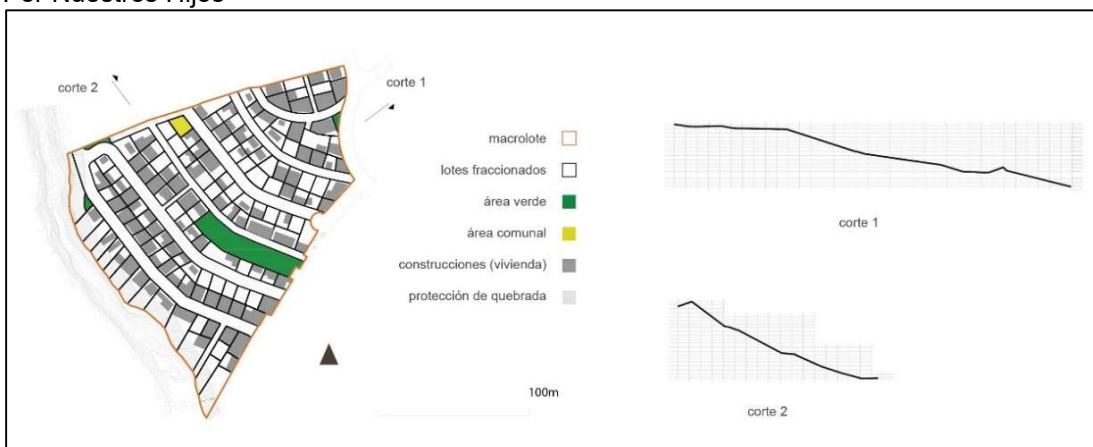 Por Nuestros Hijos
corte 2
corte 1
macrolote
lotes fraccionados
área verde
área comunal
construcciones (vivienda)
protección de quebrada
100m
corte 1
corte 2